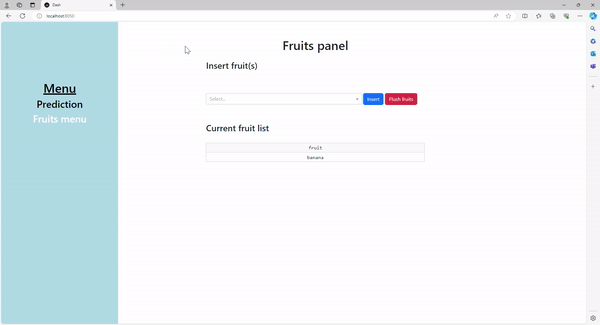 Dash
localhost:8050
Fruits panel
Insert fruit(s)
Menu
Prediction
Fruits menu
Select...
Insert
Flush fruits
Current fruit list
fruit
banana